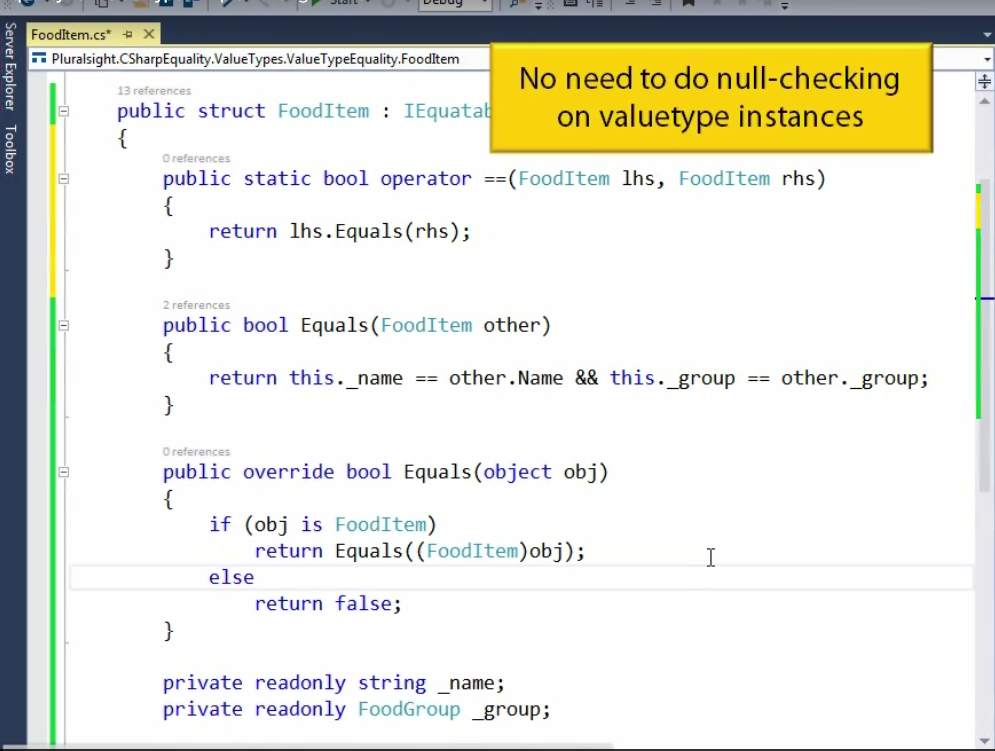 Start
Debug
Server Explorer
Toolbox
FoodItem.cs*
Pluralsight.CSharpEquality.ValueTypes.ValueTypeEquality.FoodItem
No need to do null-checking
on valuetype instances
13 references
public struct FoodItem : IEquatab
{
0 references
public static bool operator ==(FoodItem lhs, FoodItem rhs)
{
return lhs.Equals(rhs);
}
2 references
public bool Equals(FoodItem other)
{
return this._name == other.Name && this._group == other._group;
}
0 references
public override bool Equals(object obj)
{
if (obj is FoodItem)
return Equals((FoodItem)obj);
else
return false;
}
private readonly string _name;
private readonly FoodGroup _group;